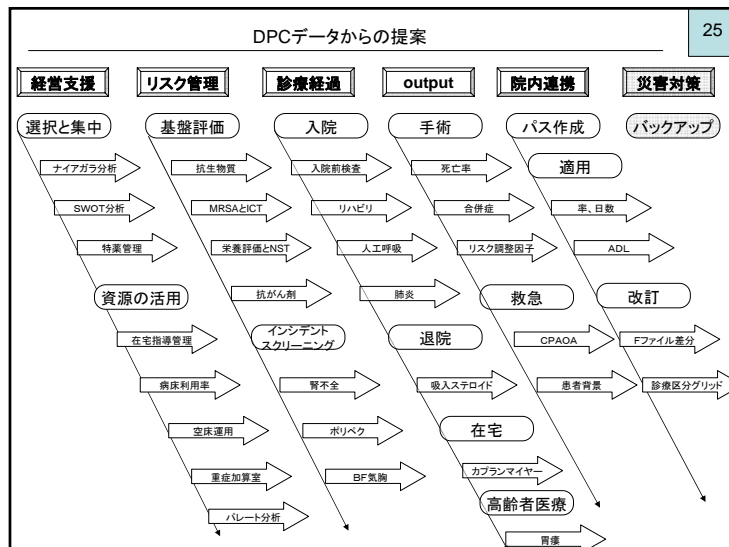 DPCデータからの提案
25
経営支援
リスク管理
診療経過
output
院内連携
災害対策
選択と集中
基盤評価
入院
手術
パス作成
バックアップ
ナイアガラ分析
抗生物質
入院前検査
死亡率
適用
SWOT分析
MRSAとICT
リハビリ
合併症
率、日数
特薬管理
栄養評価とNST
人工呼吸
リスク調整因子
ADL
資源の活用
抗がん剤
肺炎
救急
改訂
在宅指導管理
インシデント
スクリーニング
退院
CPAOA
Fファイル差分
病床利用率
腎不全
吸入ステロイド
患者背景
診療区分グリッド
空床運用
ポリペク
在宅
重症加算室
BF気胸
カプランマイヤー
パレート分析
高齢者医療
胃瘻